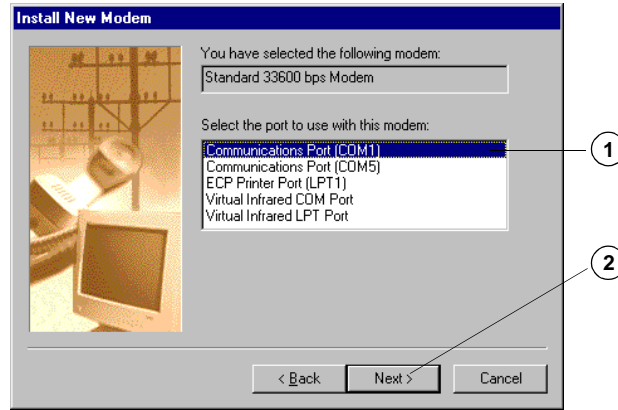 Install New Modem
You have selected the following modem:
Standard 33600 bps Modem
Select the port to use with this modem:
Communications Port (COM1)
Communications Port (COM5)
ECP Printer Port (LPT1)
Virtual Infrared COM Port
Virtual Infrared LPT Port
1
2
< Back Next > Cancel